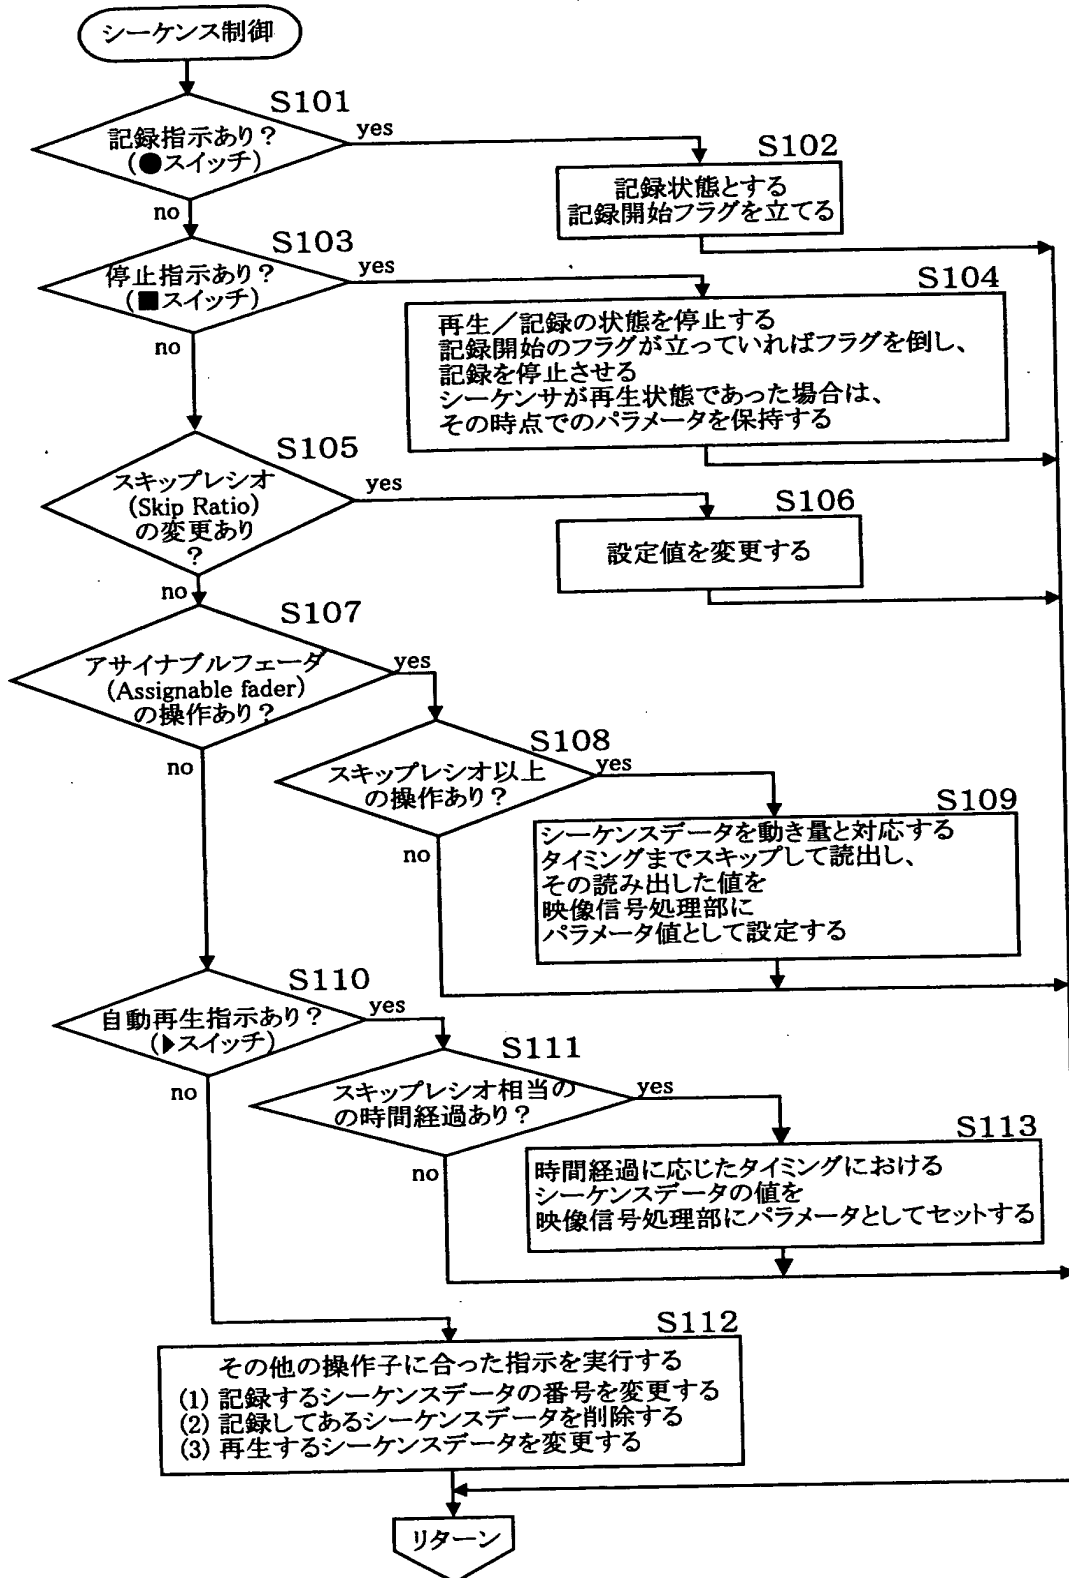 シーケンス制御
S101
記録指示あり?
(●スイッチ)
yes
no
S102
記録状態とする
記録開始フラグを立てる
S103
停止指示あり?
(■スイッチ)
yes
no
S104
再生/記録の状態を停止する
記録開始のフラグが立っていればフラグを倒し、
記録を停止させる
シーケンサが再生状態であった場合は、
その時点でのパラメータを保持する
S105
スキップレシオ
(Skip Ratio)
の変更あり
?
yes
no
S106
設定値を変更する
S107
アサイナブルフェーダ
(Assignable fader)
の操作あり?
yes
no
S108
スキップレシオ以上
の操作あり?
yes
no
S109
シーケンスデータを動き量と対応する
タイミングまでスキップして読出し、
その読み出した値を
映像信号処理部に
パラメータ値として設定する
S110
自動再生指示あり?
(▶スイッチ)
yes
no
S111
スキップレシオ相当の
の時間経過あり?
yes
no
S113
時間経過に応じたタイミングにおける
シーケンスデータの値を
映像信号処理部にパラメータとしてセットする
S112
その他の操作子に合った指示を実行する
(1) 記録するシーケンスデータの番号を変更する
(2) 記録してあるシーケンスデータを削除する
(3) 再生するシーケンスデータを変更する
リターン